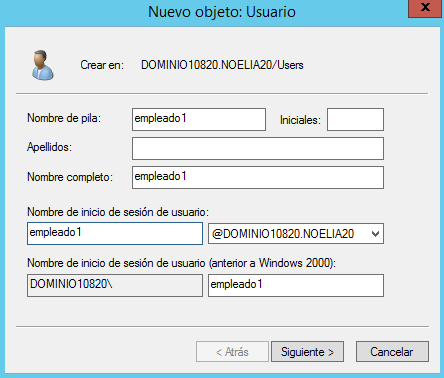 Nuevo objeto: Usuario
x
Crear en: DOMINIO10820.NOELIA20/Users
Nombre de pila: empleado1 Iniciales:
Apellidos:
Nombre completo: empleado1
Nombre de inicio de sesión de usuario:
empleado1 @DOMINIO10820.NOELIA20
Nombre de inicio de sesión de usuario (anterior a Windows 2000):
DOMINIO10820\ empleado1
< Atrás Siguiente > Cancelar